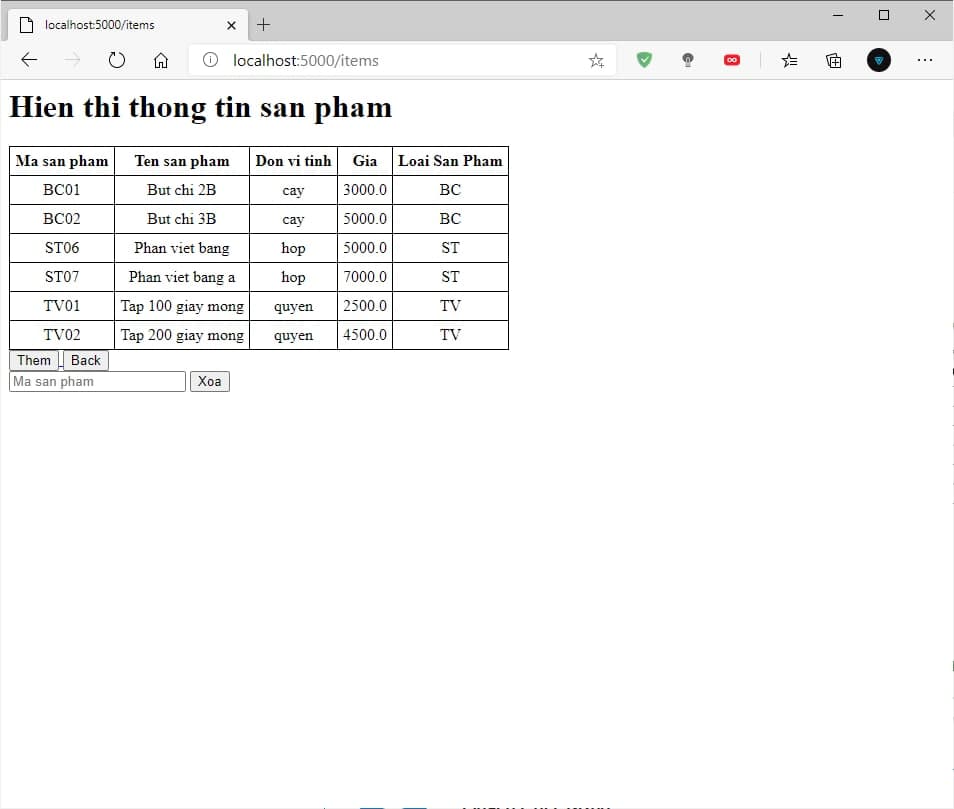 localhost:5000/items
localhost:5000/items
Hien thi thong tin san pham
Ma san pham Ten san pham Don vi tinh Gia Loai San Pham
BC01 But chi 2B cay 3000.0 BC
BC02 But chi 3B cay 5000.0 BC
ST06 Phan viet bang hop 5000.0 ST
ST07 Phan viet bang a hop 7000.0 ST
TV01 Tap 100 giay mong quyen 2500.0 TV
TV02 Tap 200 giay mong quyen 4500.0 TV
Them Back
Ma san pham Xoa